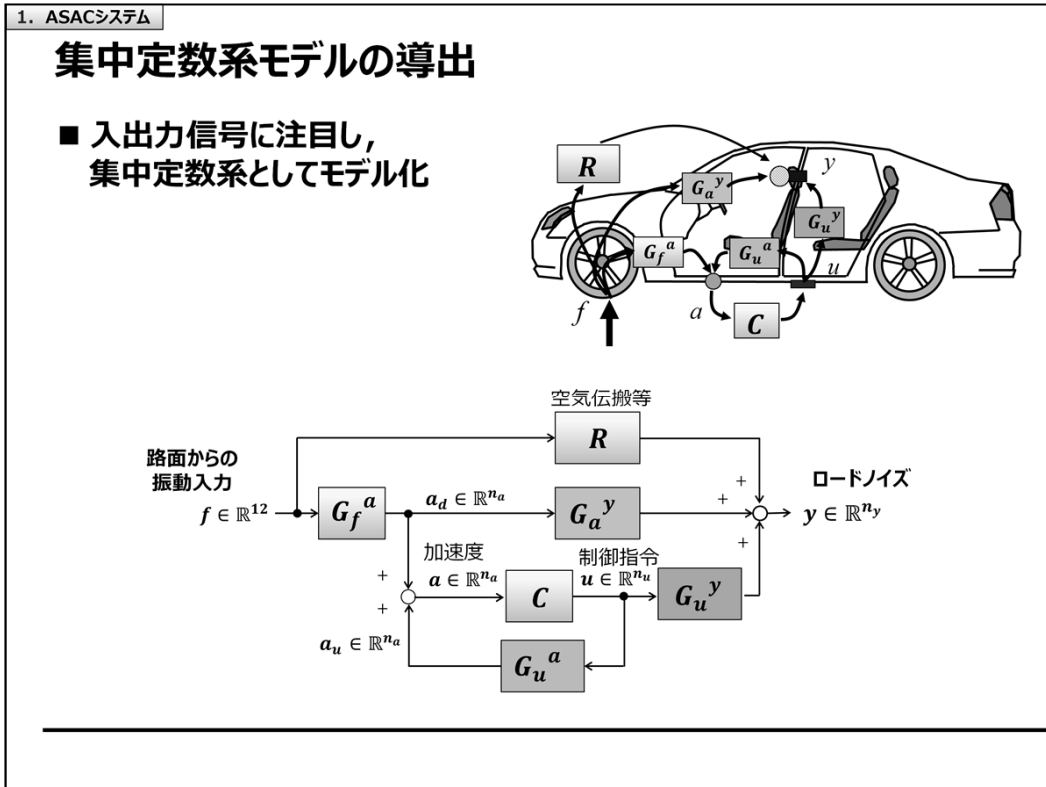 1. ASACシステム
集中定数系モデルの導出
■ 入出力信号に注目し,
集中定数系としてモデル化
R
G_a^y
y
G_u^y
G_f^a
G_u^a
u
f
a
C
空気伝搬等
R
路面からの
振動入力
f ∈ ℝ^{12}
G_f^a
a_d ∈ ℝ^{n_a}
G_a^y
+
+
+
ロードノイズ
y ∈ ℝ^{n_y}
加速度
a ∈ ℝ^{n_a}
+
+
C
制御指令
u ∈ ℝ^{n_u}
G_u^y
a_u ∈ ℝ^{n_a}
G_u^a